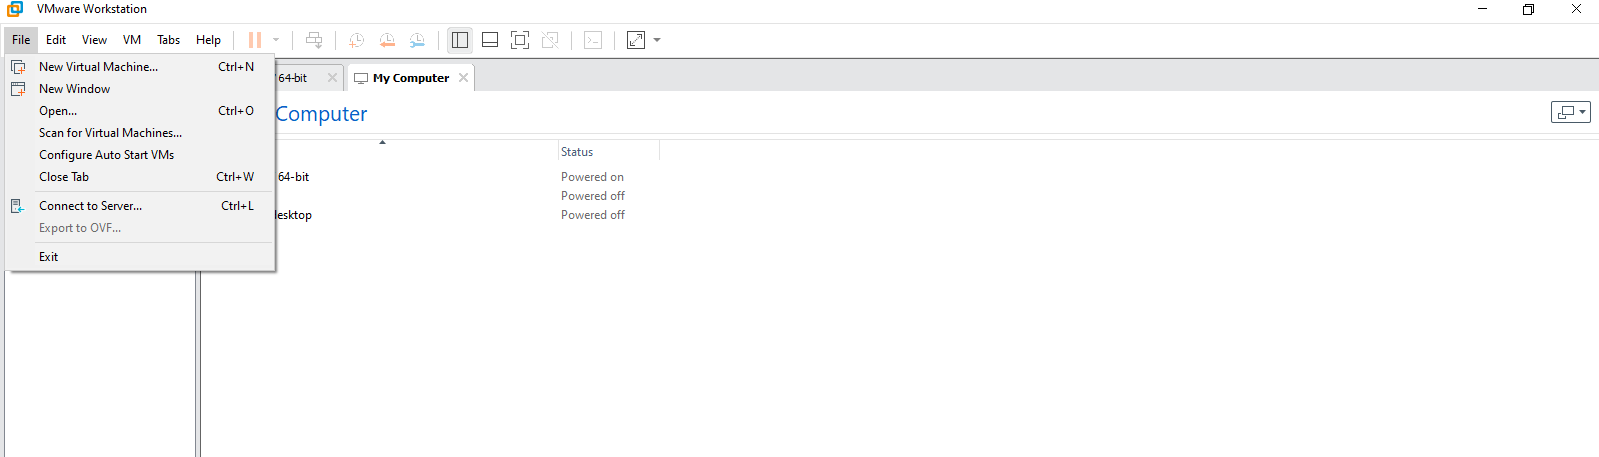 VMware Workstation
File Edit View VM Tabs Help
New Virtual Machine... Ctrl+N
New Window
Open... Ctrl+O
Scan for Virtual Machines...
Configure Auto Start VMs
Close Tab Ctrl+W
Connect to Server... Ctrl+L
Export to OVF...
Exit
64-bit
My Computer
Computer
Status
64-bit Powered on
Powered off
desktop Powered off